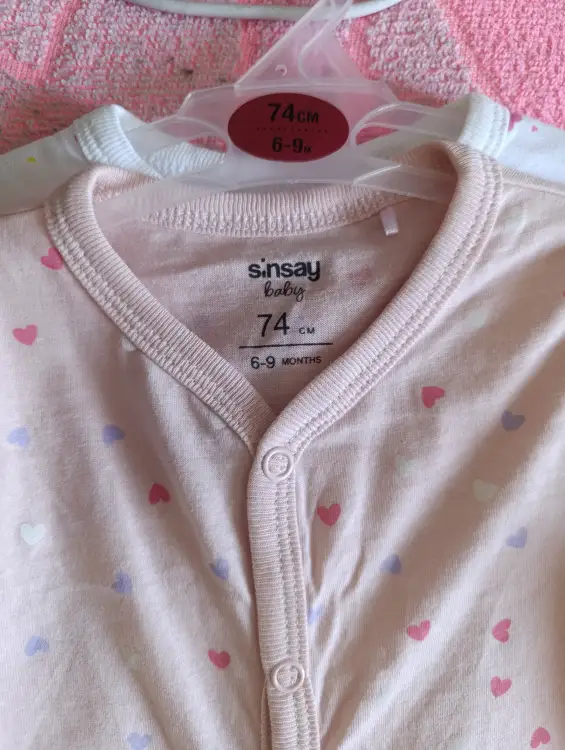 74CM
6-9M
sinsay
baby
74 CM
6-9 MONTHS